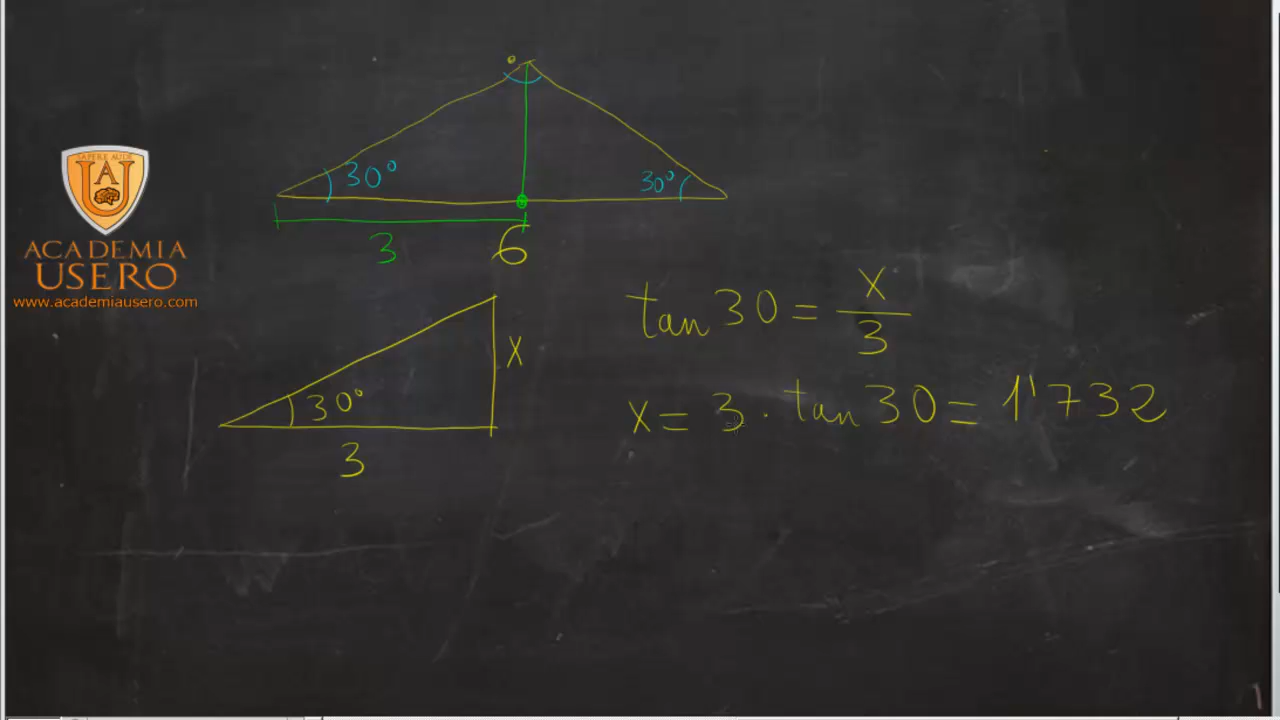 30°
30°
3
6
SAPERE AUDE
UA
ACADEMIA
USERO
www.academiausero.com
tan 30 = x/3
x
30°
3
x = 3 · tan 30 = 1'732